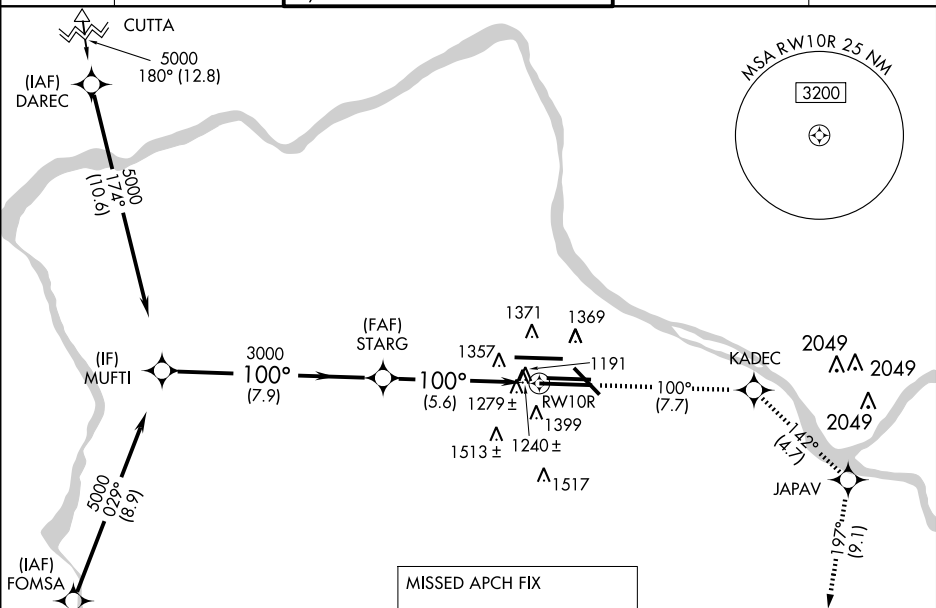 CUTTA
5000
180° (12.8)
(IAF)
DAREC
MSA RW10R 25 NM
3200
5000
174°
(10.6)
(FAF)
STARG
1371
1369
1357
1191
(IF)
MUFTI
3000
100°
(7.9)
100°
(5.6)
1279 ±
RW10R
1399
1240 ±
1513 ±
1517
100°
(7.7)
KADEC
2049
2049
2049
142°
(4.7)
JAPAV
197°
(9.1)
5000
029°
(8.9)
(IAF)
FOMSA
MISSED APCH FIX